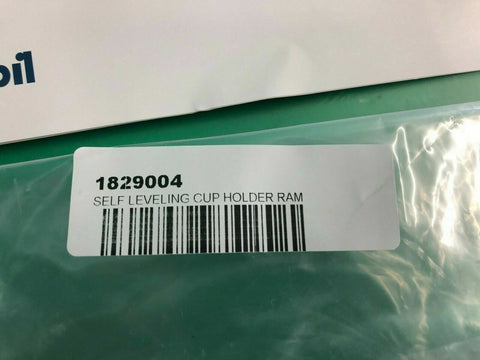 1829004
SELF LEVELING CUP HOLDER RAM